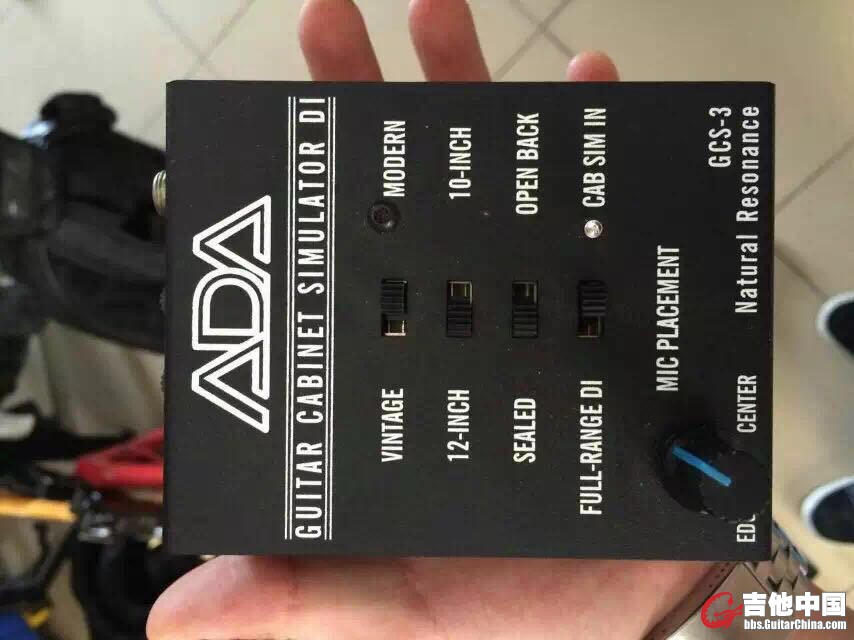 ADA
GUITAR CABINET SIMULATOR DI
VINTAGE MODERN
12-INCH 10-INCH
SEALED OPEN BACK
FULL-RANGE DI CAB SIM IN
MIC PLACEMENT
CENTER
GCS-3
Natural Resonance
吉他中国
bbs.GuitarChina.com